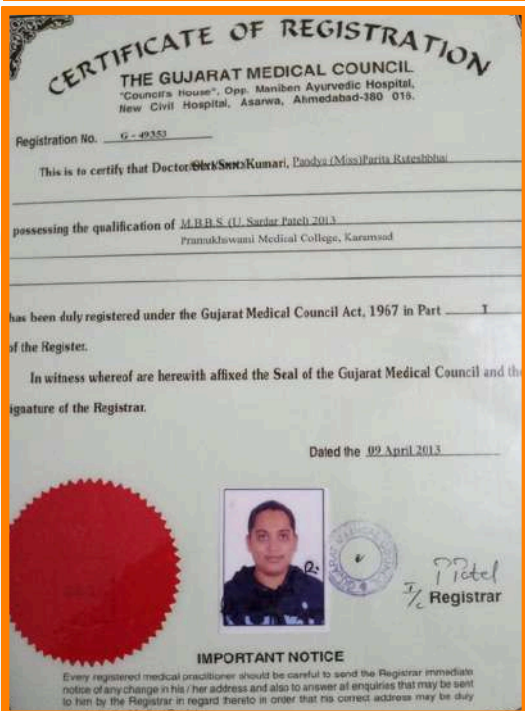 CERTIFICATE OF REGISTRATION
THE GUJARAT MEDICAL COUNCIL
"Council's House", Opp. Maniben Ayurvedic Hospital,
New Civil Hospital, Asarwa, Ahmedabad-380 016.
Registration No. G - 49353
This is to certify that Doctor Kumari, Pandya (Miss)Parita Rateshbhai
possessing the qualification of M.B.B.S. (U. Sardar Patel) 2013
Pramukhswami Medical College, Karamsad
has been duly registered under the Gujarat Medical Council Act, 1967 in Part I
of the Register.
In witness whereof are herewith affixed the Seal of the Gujarat Medical Council and the
ignature of the Registrar.
Dated the 09 April 2013
GUJARAT MEDICAL COUNCIL
PPatel
I/c Registrar
IMPORTANT NOTICE
Every registered medical practitioner should be careful to send the Registrar immediate
notice of any change in his / her address and also to answer all enquiries that may be sent
to him by the Registrar in regard thereto in order that his correct address may be duly